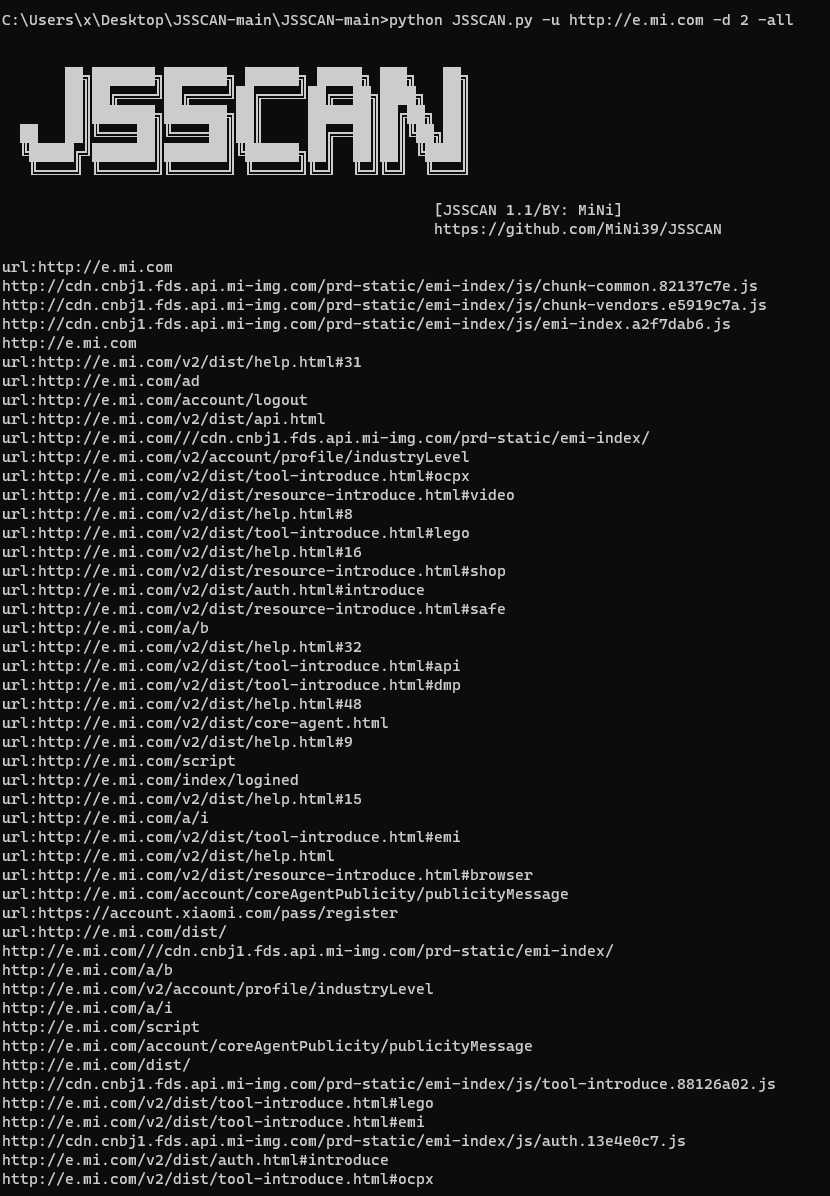 C:\Users\x\Desktop\JSSCAN-main\JSSCAN-main>python JSSCAN.py -u http://e.mi.com -d 2 -all
JSSCAN
[JSSCAN 1.1/BY: MiNi]
https://github.com/MiNi39/JSSCAN
url:http://e.mi.com
http://cdn.cnbj1.fds.api.mi-img.com/prd-static/emi-index/js/chunk-common.82137c7e.js
http://cdn.cnbj1.fds.api.mi-img.com/prd-static/emi-index/js/chunk-vendors.e5919c7a.js
http://cdn.cnbj1.fds.api.mi-img.com/prd-static/emi-index/js/emi-index.a2f7dab6.js
http://e.mi.com
url:http://e.mi.com/v2/dist/help.html#31
url:http://e.mi.com/ad
url:http://e.mi.com/account/logout
url:http://e.mi.com/v2/dist/api.html
url:http://e.mi.com///cdn.cnbj1.fds.api.mi-img.com/prd-static/emi-index/
url:http://e.mi.com/v2/account/profile/industryLevel
url:http://e.mi.com/v2/dist/tool-introduce.html#ocpx
url:http://e.mi.com/v2/dist/resource-introduce.html#video
url:http://e.mi.com/v2/dist/help.html#8
url:http://e.mi.com/v2/dist/tool-introduce.html#lego
url:http://e.mi.com/v2/dist/help.html#16
url:http://e.mi.com/v2/dist/resource-introduce.html#shop
url:http://e.mi.com/v2/dist/auth.html#introduce
url:http://e.mi.com/v2/dist/resource-introduce.html#safe
url:http://e.mi.com/a/b
url:http://e.mi.com/v2/dist/help.html#32
url:http://e.mi.com/v2/dist/tool-introduce.html#api
url:http://e.mi.com/v2/dist/tool-introduce.html#dmp
url:http://e.mi.com/v2/dist/help.html#48
url:http://e.mi.com/v2/dist/core-agent.html
url:http://e.mi.com/v2/dist/help.html#9
url:http://e.mi.com/script
url:http://e.mi.com/index/logined
url:http://e.mi.com/v2/dist/help.html#15
url:http://e.mi.com/a/i
url:http://e.mi.com/v2/dist/tool-introduce.html#emi
url:http://e.mi.com/v2/dist/help.html
url:http://e.mi.com/v2/dist/resource-introduce.html#browser
url:http://e.mi.com/account/coreAgentPublicity/publicityMessage
url:https://account.xiaomi.com/pass/register
url:http://e.mi.com/dist/
http://e.mi.com///cdn.cnbj1.fds.api.mi-img.com/prd-static/emi-index/
http://e.mi.com/a/b
http://e.mi.com/v2/account/profile/industryLevel
http://e.mi.com/a/i
http://e.mi.com/script
http://e.mi.com/account/coreAgentPublicity/publicityMessage
http://e.mi.com/dist/
http://cdn.cnbj1.fds.api.mi-img.com/prd-static/emi-index/js/tool-introduce.88126a02.js
http://e.mi.com/v2/dist/tool-introduce.html#lego
http://e.mi.com/v2/dist/tool-introduce.html#emi
http://cdn.cnbj1.fds.api.mi-img.com/prd-static/emi-index/js/auth.13e4e0c7.js
http://e.mi.com/v2/dist/auth.html#introduce
http://e.mi.com/v2/dist/tool-introduce.html#ocpx